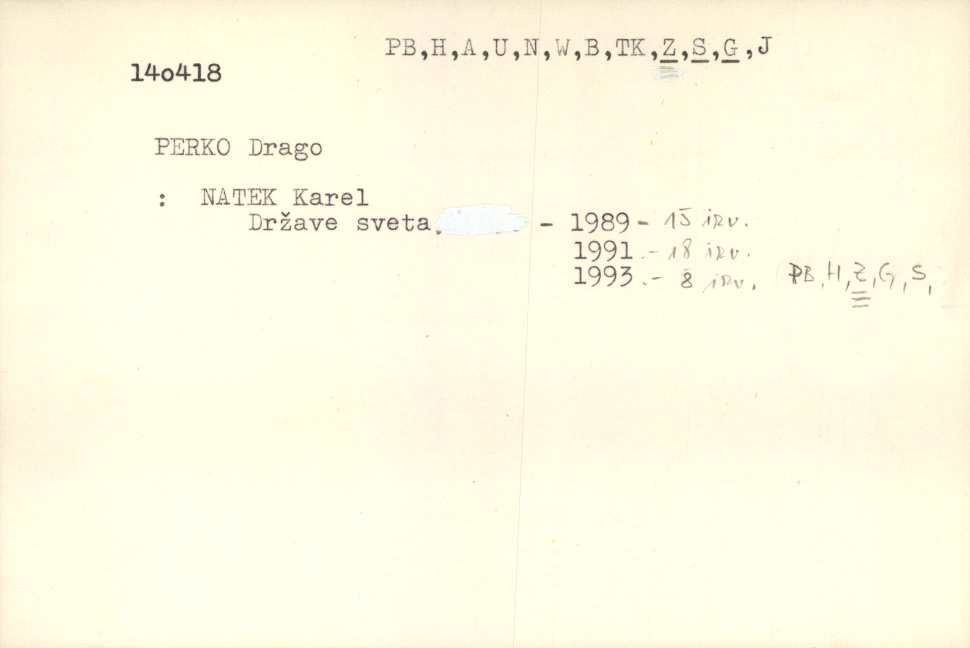 PB,H,A,U,N,W,B,TK,Z,S,G,J
14o418
PERKO Drago
: NATEK Karel
Države sveta. - 1989 - 15 izv.
1991 - 18 izv.
1993 - 8 izv. PB,H,Z,G,S,